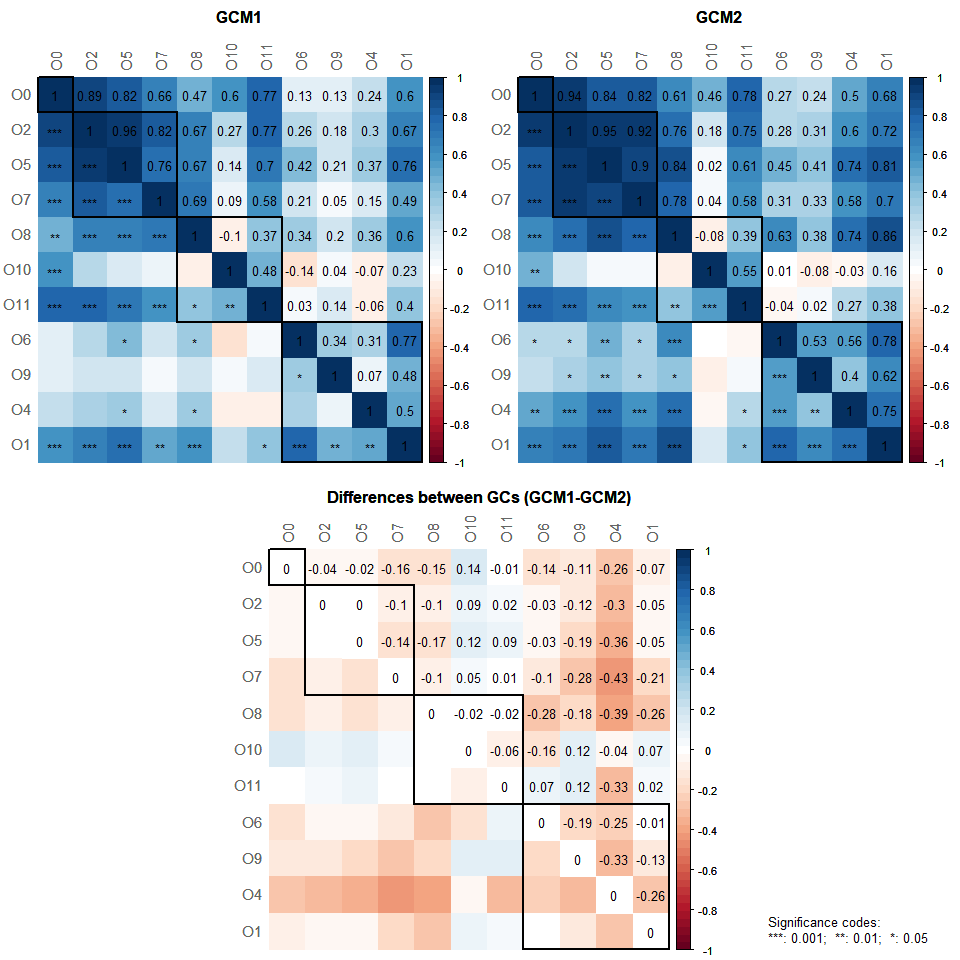 GCM1
O0 O2 O5 O7 O8 O10 O11 O6 O9 O4 O1
O0 1 0.89 0.82 0.66 0.47 0.6 0.77 0.13 0.13 0.24 0.6
O2 *** 1 0.96 0.82 0.67 0.27 0.77 0.26 0.18 0.3 0.67
O5 *** *** 1 0.76 0.67 0.14 0.7 0.42 0.21 0.37 0.76
O7 *** *** *** 1 0.69 0.09 0.58 0.21 0.05 0.15 0.49
O8 ** *** *** *** 1 -0.1 0.37 0.34 0.2 0.36 0.6
O10 *** 1 0.48 -0.14 0.04 -0.07 0.23
O11 *** *** *** *** * ** 1 0.03 0.14 -0.06 0.4
O6 * * 1 0.34 0.31 0.77
O9 * 1 0.07 0.48
O4 * * 1 0.5
O1 *** *** *** ** *** * *** ** ** 1
1
0.8
0.6
0.4
0.2
0
-0.2
-0.4
-0.6
-0.8
-1
GCM2
O0 O2 O5 O7 O8 O10 O11 O6 O9 O4 O1
O0 1 0.94 0.84 0.82 0.61 0.46 0.78 0.27 0.24 0.5 0.68
O2 *** 1 0.95 0.92 0.76 0.18 0.75 0.28 0.31 0.6 0.72
O5 *** *** 1 0.9 0.84 0.02 0.61 0.45 0.41 0.74 0.81
O7 *** *** *** 1 0.78 0.04 0.58 0.31 0.33 0.58 0.7
O8 *** *** *** *** 1 -0.08 0.39 0.63 0.38 0.74 0.86
O10 ** 1 0.55 0.01 -0.08 -0.03 0.16
O11 *** *** *** *** ** *** 1 -0.04 0.02 0.27 0.38
O6 * * ** * *** 1 0.53 0.56 0.78
O9 * ** * * *** 1 0.4 0.62
O4 ** *** *** *** *** * *** ** 1 0.75
O1 *** *** *** *** *** * *** *** *** 1
1
0.8
0.6
0.4
0.2
0
-0.2
-0.4
-0.6
-0.8
-1
Differences between GCs (GCM1-GCM2)
O0 O2 O5 O7 O8 O10 O11 O6 O9 O4 O1
O0 0 -0.04 -0.02 -0.16 -0.15 0.14 -0.01 -0.14 -0.11 -0.26 -0.07
O2 0 0 -0.1 -0.1 0.09 0.02 -0.03 -0.12 -0.3 -0.05
O5 0 -0.14 -0.17 0.12 0.09 -0.03 -0.19 -0.36 -0.05
O7 0 -0.1 0.05 0.01 -0.1 -0.28 -0.43 -0.21
O8 0 -0.02 -0.02 -0.28 -0.18 -0.39 -0.26
O10 0 -0.06 -0.16 0.12 -0.04 0.07
O11 0 0.07 0.12 -0.33 0.02
O6 0 -0.19 -0.25 -0.01
O9 0 -0.33 -0.13
O4 0 -0.26
O1 0
1
0.8
0.6
0.4
0.2
0
-0.2
-0.4
-0.6
-0.8
-1
Significance codes:
***: 0.001; **: 0.01; *: 0.05